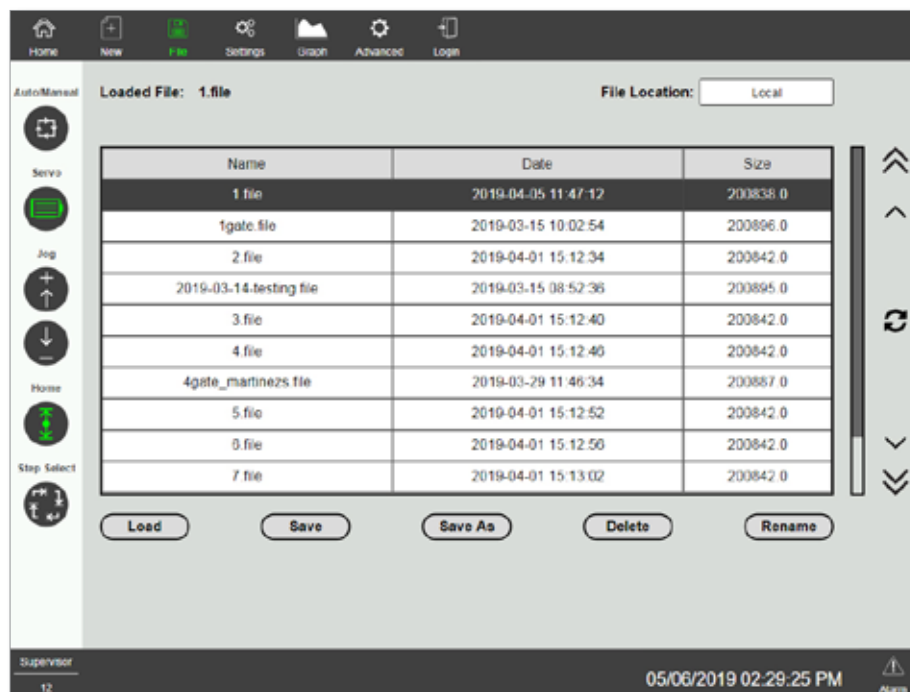 Home New File Settings Graph Advanced Login
Auto/Manual
Loaded File: 1.file File Location: Local
Servo
Name Date Size
1.file 2019-04-05 11:47:12 200838.0
1gate.file 2019-03-15 10:02:54 200896.0
Jog
2.file 2019-04-01 15:12:34 200842.0
2019-03-14-testing.file 2019-03-15 08:52:36 200895.0
3.file 2019-04-01 15:12:40 200842.0
4.file 2019-04-01 15:12:46 200842.0
Home
4gate_martinezs.file 2019-03-29 11:46:34 200887.0
5.file 2019-04-01 15:12:52 200842.0
6.file 2019-04-01 15:12:56 200842.0
Step Select
7.file 2019-04-01 15:13:02 200842.0
Load Save Save As Delete Rename
Supervisor
12
05/06/2019 02:29:25 PM
Alarm